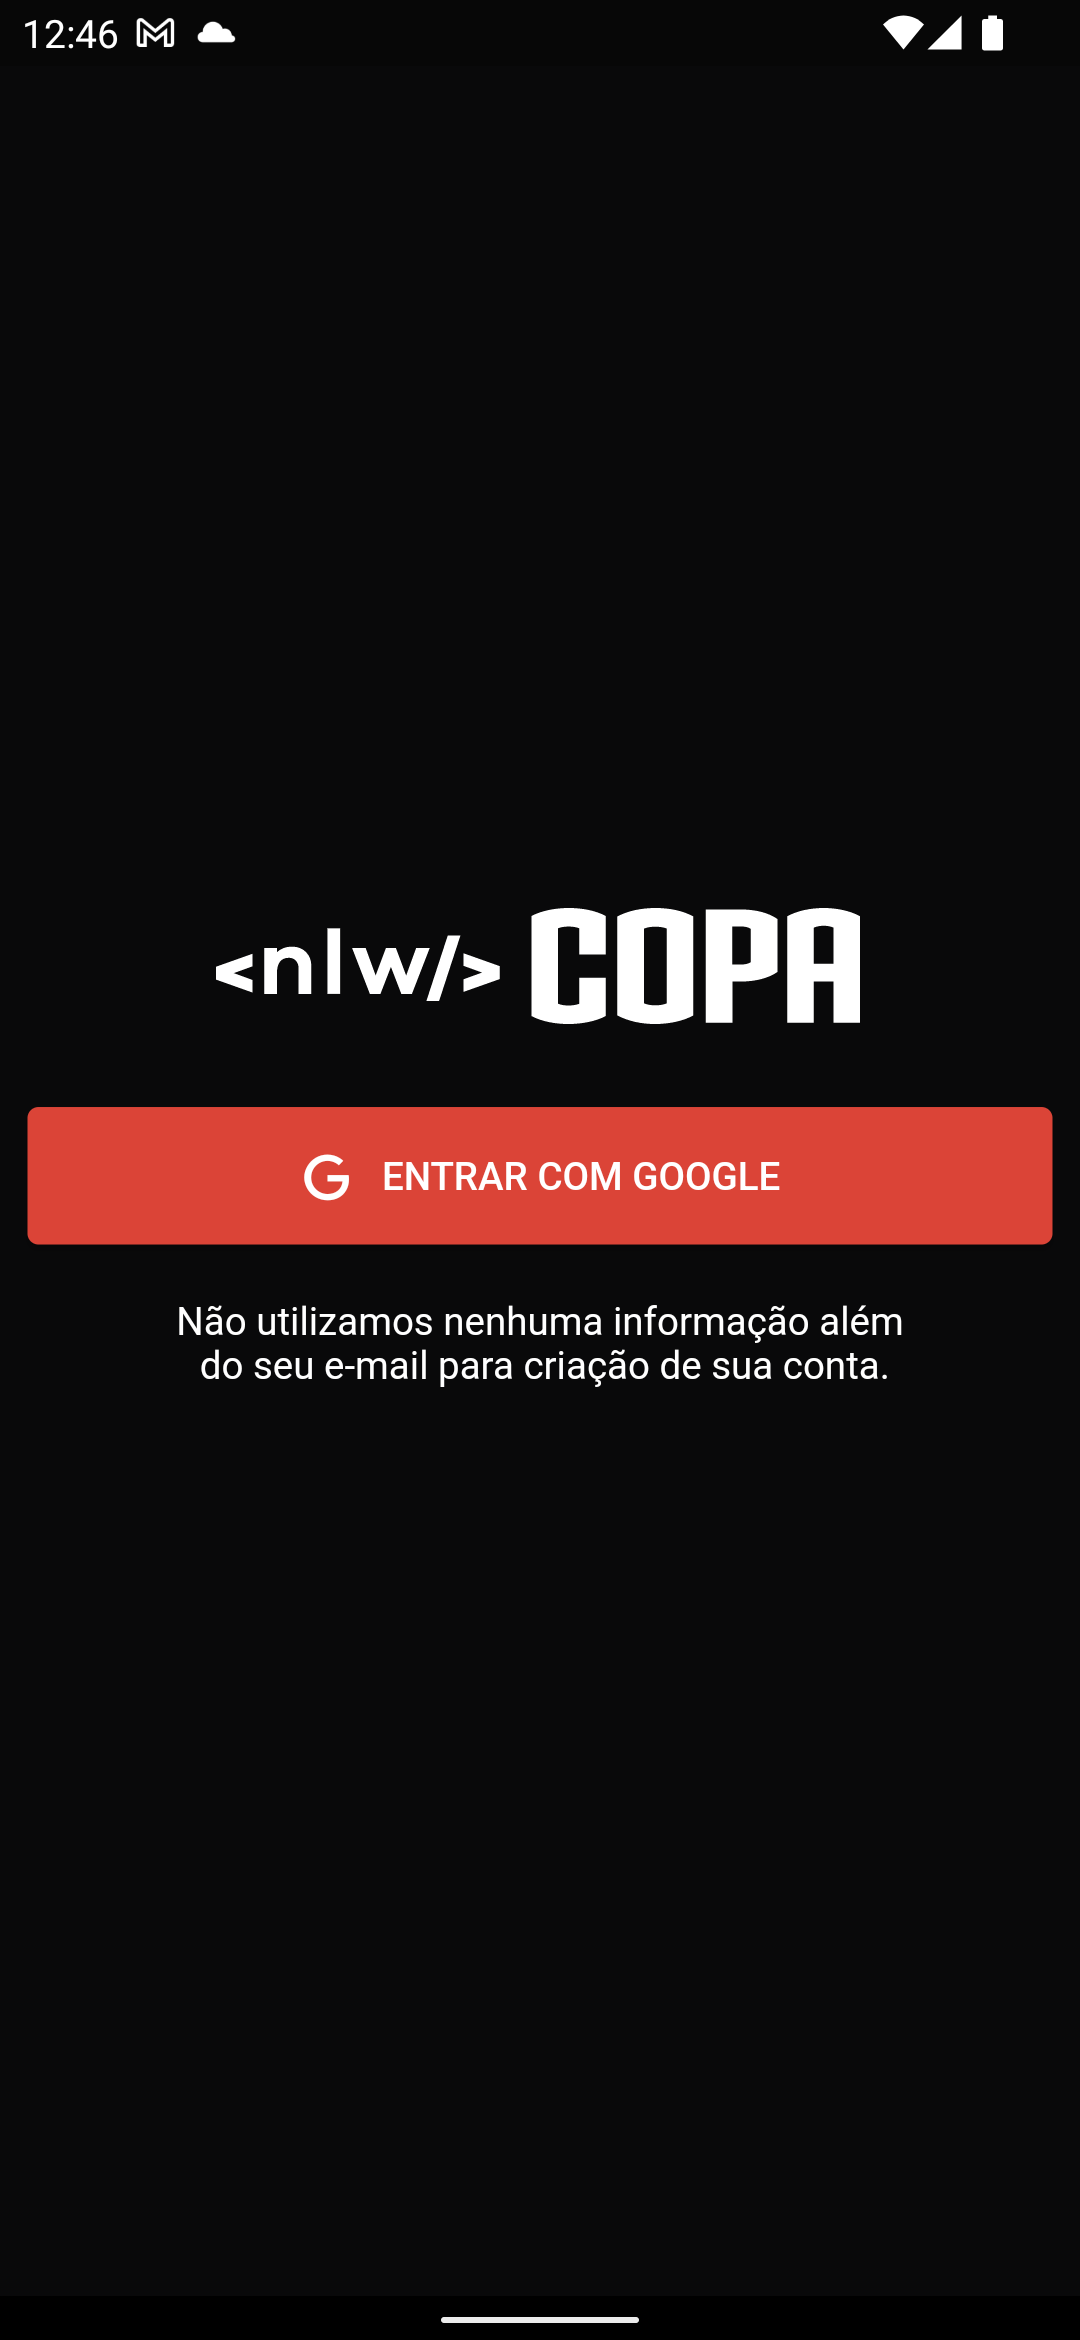 12:46
<nlw/> COPA
ENTRAR COM GOOGLE
Não utilizamos nenhuma informação além
do seu e-mail para criação de sua conta.